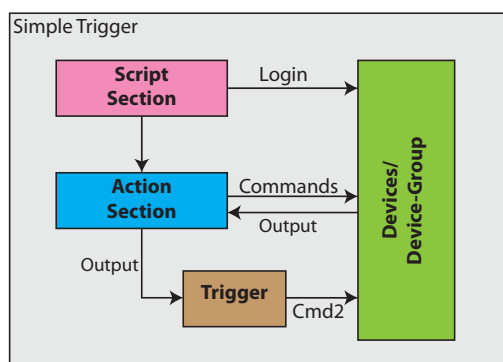 Simple Trigger
Script
Section
Login
Action
Section
Commands
Output
Devices/
Device-Group
Output
Trigger
Cmd2